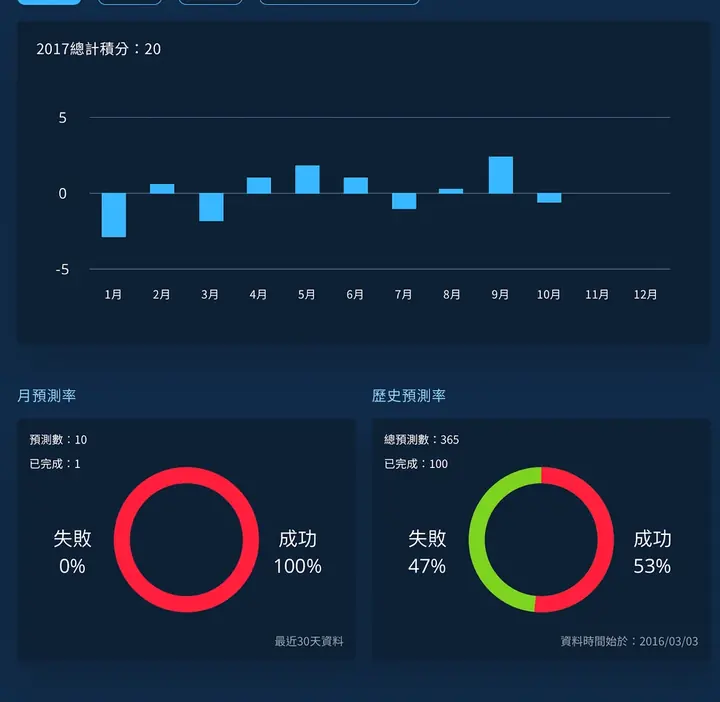 2017總計積分：20
5
0
-5
1月 2月 3月 4月 5月 6月 7月 8月 9月 10月 11月 12月
月預測率
預測數：10
已完成：1
失敗
0%
成功
100%
最近30天資料
歷史預測率
總預測數：365
已完成：100
失敗
47%
成功
53%
資料時間始於：2016/03/03